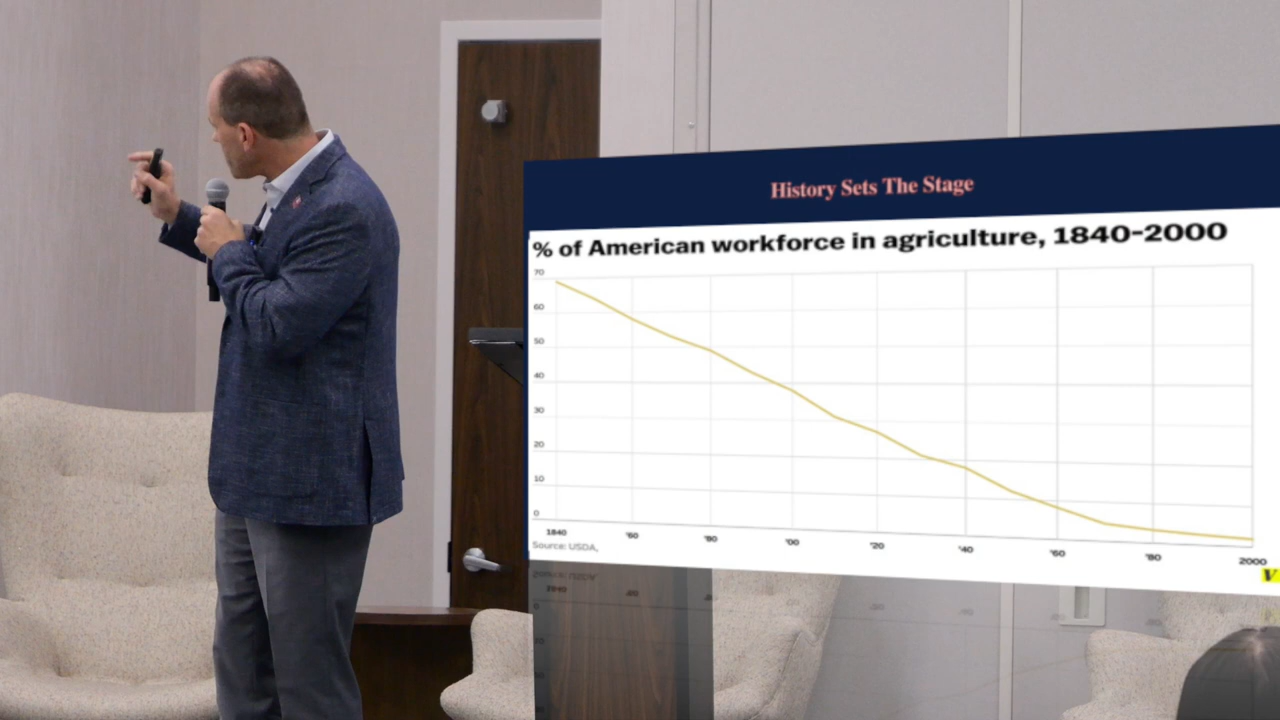 History Sets The Stage
% of American workforce in agriculture, 1840-2000
70
60
50
40
30
20
10
0
1840 '60 '80 '00 '20 '40 '60 '80 2000
Source: USDA,
V